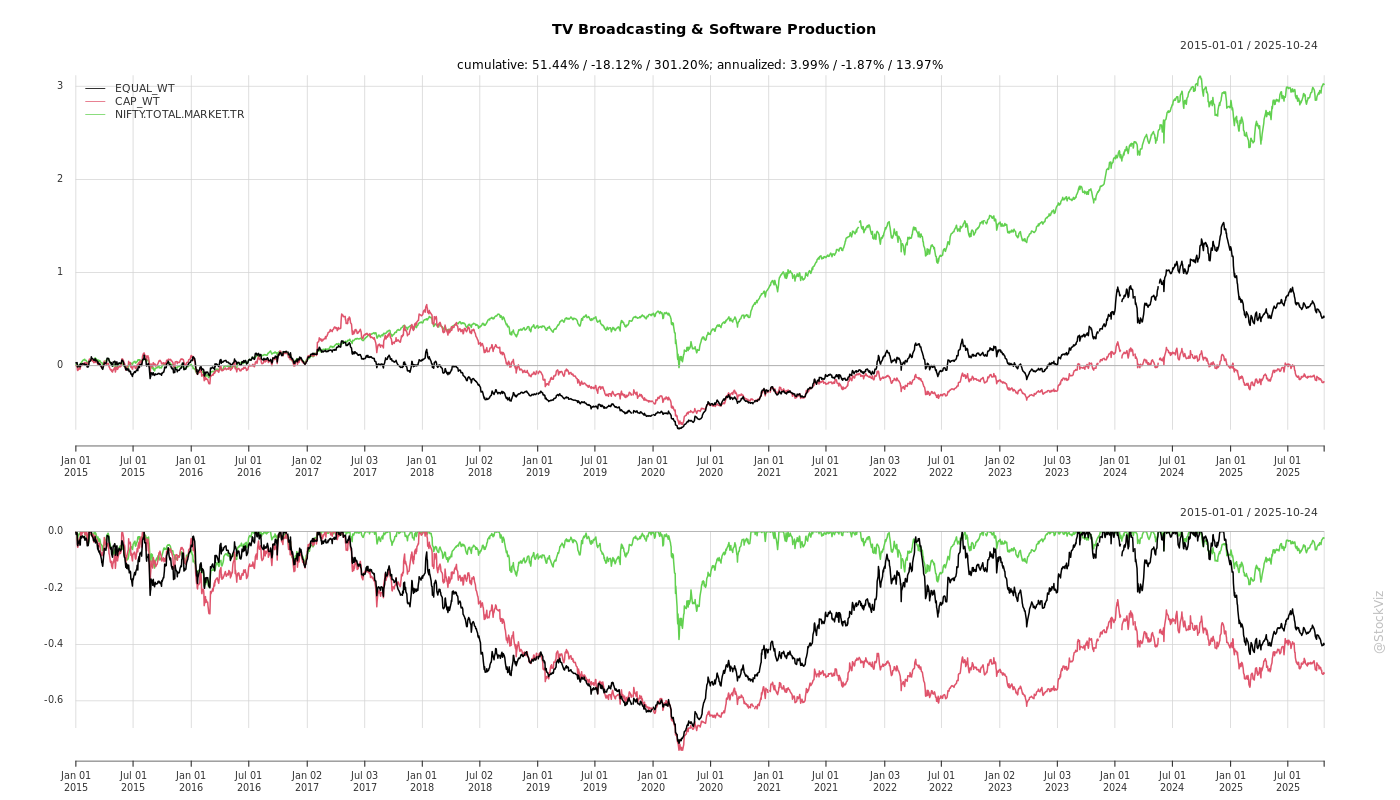 TV Broadcasting & Software Production
2015-01-01 / 2025-10-24
cumulative: 51.44% / -18.12% / 301.20%; annualized: 3.99% / -1.87% / 13.97%
EQUAL_WT
CAP_WT
NIFTY.TOTAL.MARKET.TR
3
2
1
0
Jan 01 Jul 01 Jan 01 Jul 01 Jan 02 Jul 03 Jan 01 Jul 02 Jan 01 Jul 01 Jan 01 Jul 01 Jan 01 Jul 01 Jan 03 Jul 01 Jan 02 Jul 03 Jan 01 Jul 01 Jan 01 Jul 01
2015 2015 2016 2016 2017 2017 2018 2018 2019 2019 2020 2020 2021 2021 2022 2022 2023 2023 2024 2024 2025 2025
2015-01-01 / 2025-10-24
0.0
-0.2
-0.4
-0.6
Jan 01 Jul 01 Jan 01 Jul 01 Jan 02 Jul 03 Jan 01 Jul 02 Jan 01 Jul 01 Jan 01 Jul 01 Jan 01 Jul 01 Jan 03 Jul 01 Jan 02 Jul 03 Jan 01 Jul 01 Jan 01 Jul 01
2015 2015 2016 2016 2017 2017 2018 2018 2019 2019 2020 2020 2021 2021 2022 2022 2023 2023 2024 2024 2025 2025
@StockViz